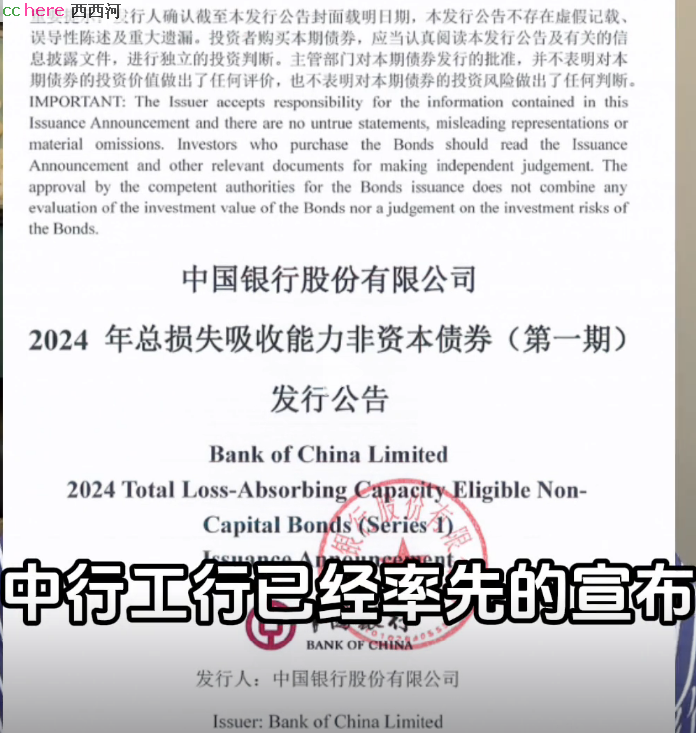 cchere 西西河
发行人确认截至本发行公告封面载明日期，本发行公告不存在虚假记载、
误导性陈述及重大遗漏。投资者购买本期债券，应当认真阅读本发行公告及有关的信
息披露文件，进行独立的投资判断。主管部门对本期债券发行的批准，并不表明对本
期债券的投资价值做出了任何评价，也不表明对本期债券的投资风险做出了任何判断。
IMPORTANT: The Issuer accepts responsibility for the information contained in this
Issuance Announcement and there are no untrue statements, misleading representations or
material omissions. Investors who purchase the Bonds should read the Issuance
Announcement and other relevant documents for making independent judgement. The
approval by the competent authorities for the Bonds issuance does not combine any
evaluation of the investment value of the Bonds nor a judgement on the investment risks of
the Bonds.
中国银行股份有限公司
2024 年总损失吸收能力非资本债券（第一期）
发行公告
Bank of China Limited
2024 Total Loss-Absorbing Capacity Eligible Non-
Capital Bonds (Series 1)
Issuance Announcement
中行工行已经率先的宣布
中国银行
BANK OF CHINA
发行人：中国银行股份有限公司
Issuer: Bank of China Limited